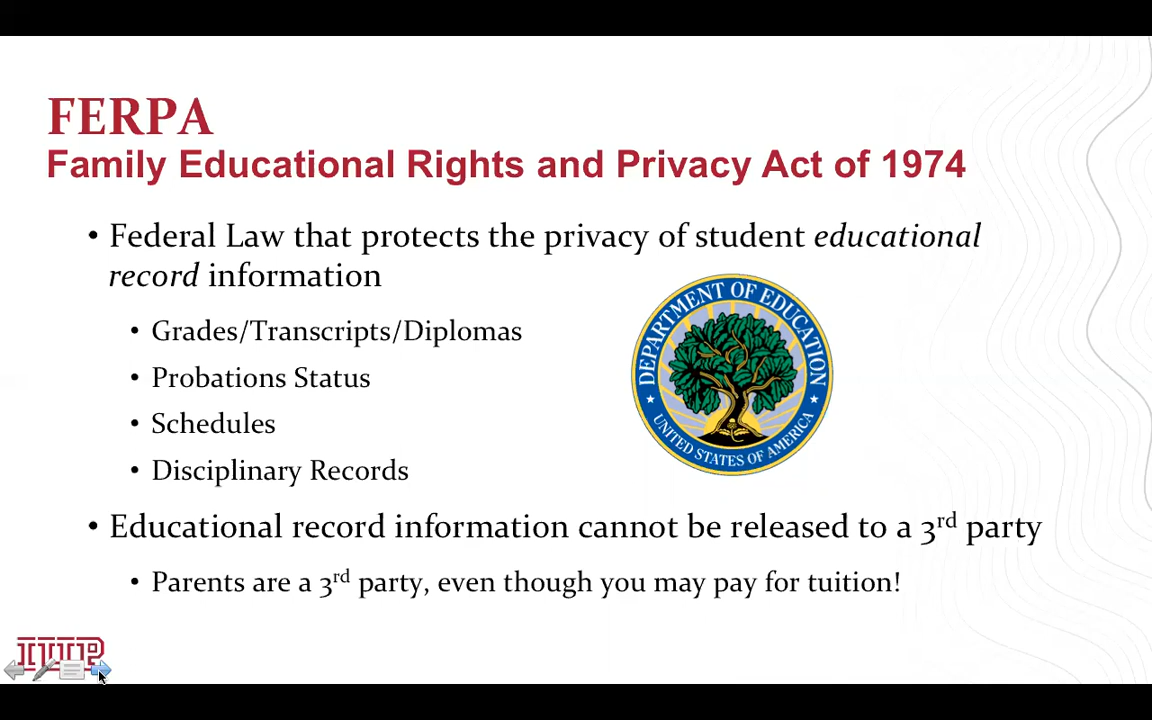 FERPA
Family Educational Rights and Privacy Act of 1974
• Federal Law that protects the privacy of student educational
record information
• Grades/Transcripts/Diplomas
• Probations Status
• Schedules
• Disciplinary Records
DEPARTMENT OF EDUCATION
UNITED STATES OF AMERICA
• Educational record information cannot be released to a 3rd party
• Parents are a 3rd party, even though you may pay for tuition!